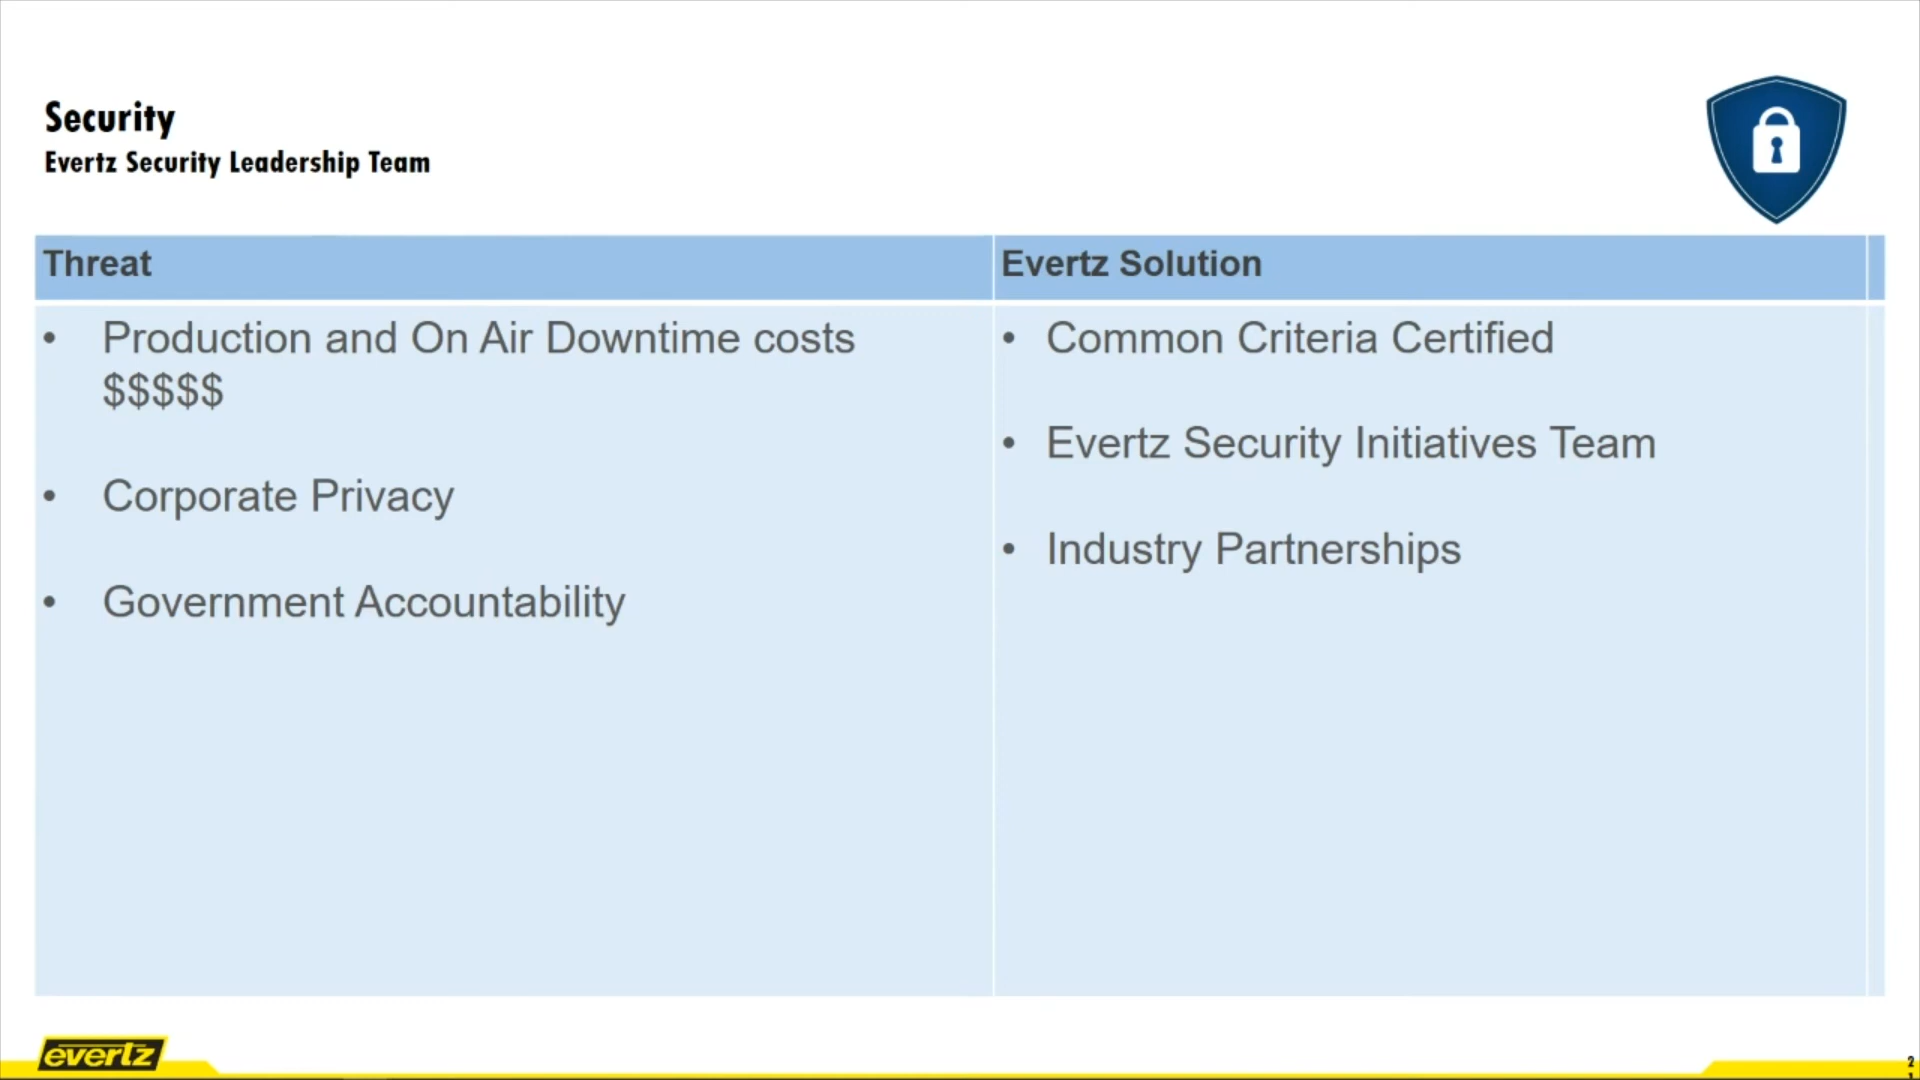 Security
Evertz Security Leadership Team
Threat
Evertz Solution
• Production and On Air Downtime costs
$$$$$
• Corporate Privacy
• Government Accountability
• Common Criteria Certified
• Evertz Security Initiatives Team
• Industry Partnerships
evertz
2